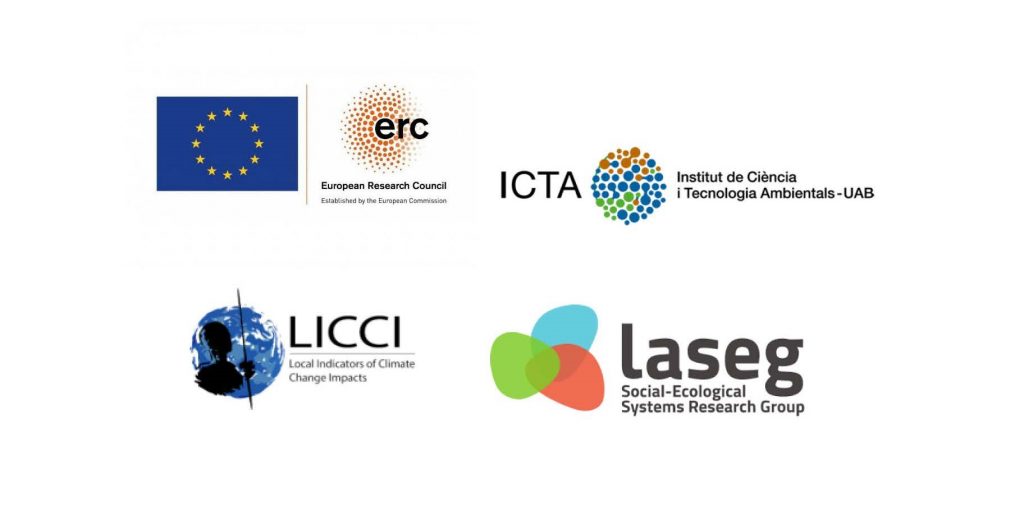 erc
European Research Council
Established by the European Commission
ICTA
Institut de Ciència
i Tecnologia Ambientals-UAB
LICCI
Local Indicators of Climate
Change Impacts
laseg
Social-Ecological
Systems Research Group